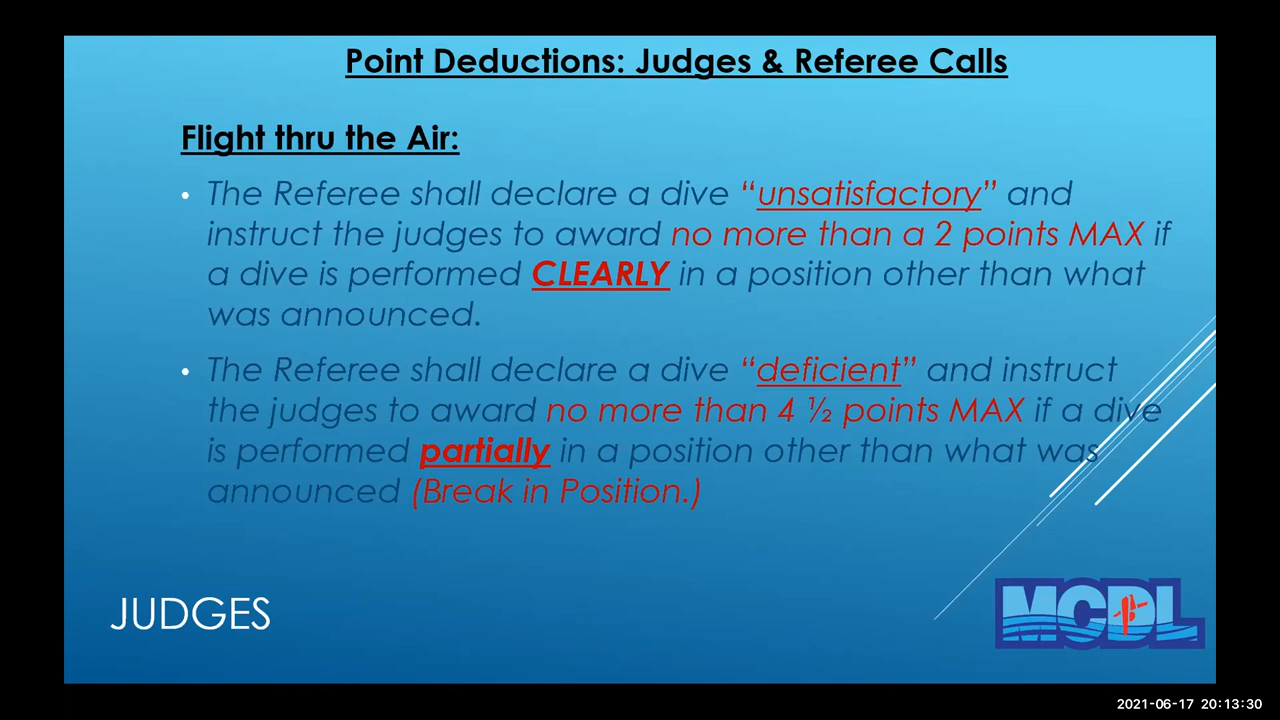 Point Deductions: Judges & Referee Calls
Flight thru the Air:
• The Referee shall declare a dive “unsatisfactory” and
instruct the judges to award no more than a 2 points MAX if
a dive is performed CLEARLY in a position other than what
was announced.
• The Referee shall declare a dive “deficient” and instruct
the judges to award no more than 4 ½ points MAX if a dive
is performed partially in a position other than what was
announced (Break in Position.)
JUDGES
MCDL
2021-06-17 20:13:30